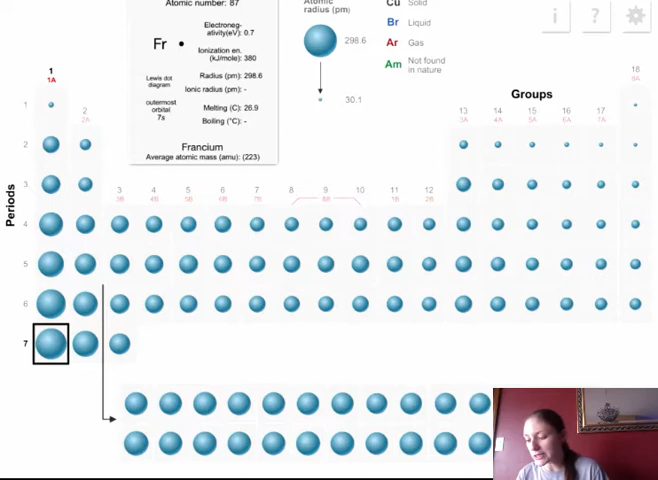 Atomic number: 87
Electroneg-
ativity(eV): 0.7
Fr •
Ionization en.
(kJ/mole): 380
Lewis dot
diagram
Radius (pm): 298.6
Ionic radius (pm): -
outermost
orbital
7s
Melting (C): 26.9
Boiling (°C): -
Francium
Average atomic mass (amu): (223)
Atomic
radius (pm)
298.6
30.1
Cu Solid
Br Liquid
Ar Gas
Am Not found
in nature
i ?
Groups
1 18
1A 8A
2 13 14 15 16 17
2A 3A 4A 5A 6A 7A
3 4 5 6 7 8 9 10 11 12
3B 4B 5B 6B 7B 8B 1B 2B
Periods
1
2
3
4
5
6
7